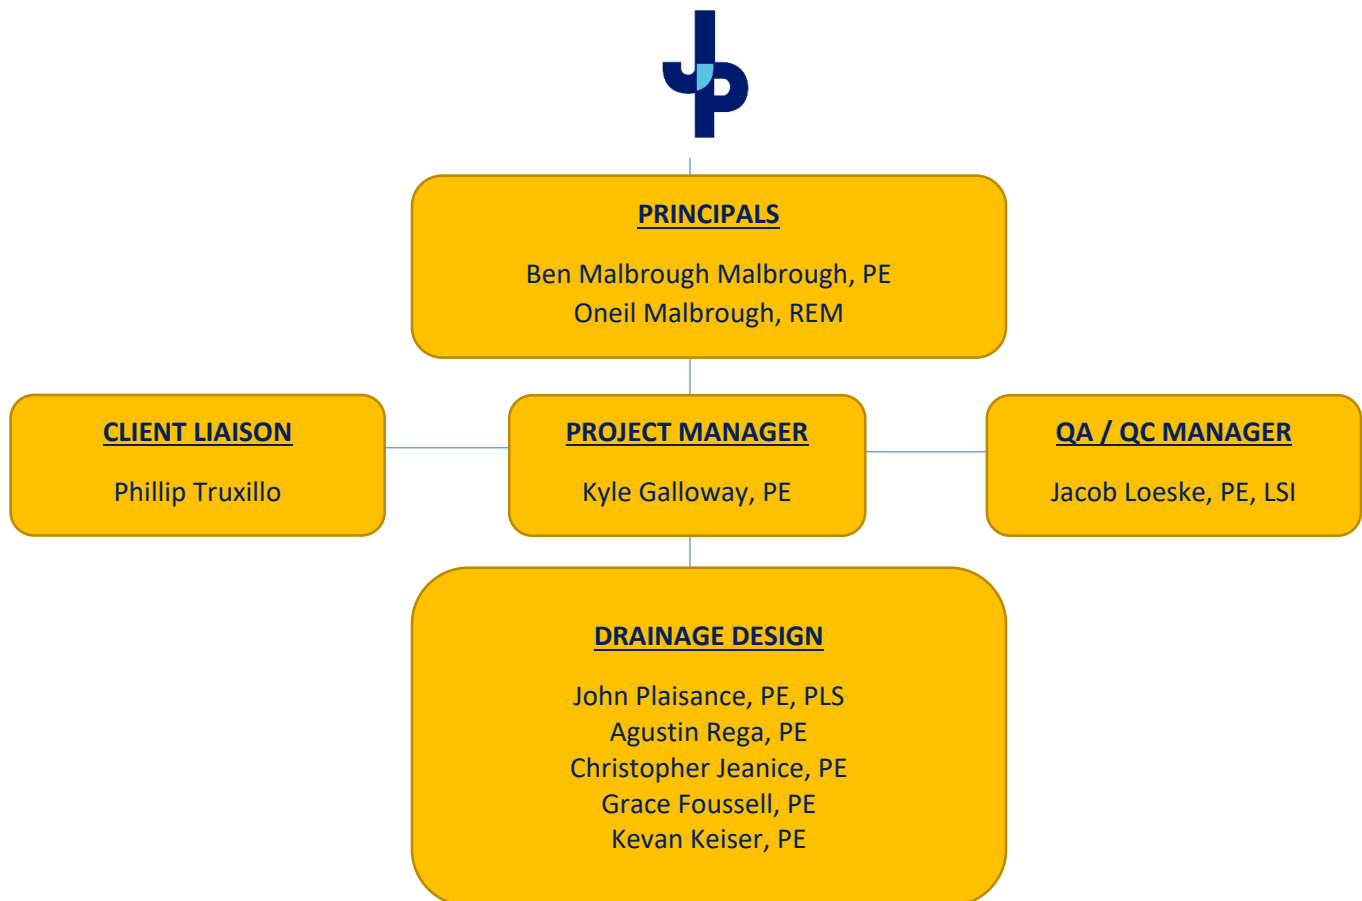 JP
PRINCIPALS
Ben Malbrough Malbrough, PE
Oneil Malbrough, REM
CLIENT LIAISON
Phillip Truxillo
PROJECT MANAGER
Kyle Galloway, PE
QA / QC MANAGER
Jacob Loeske, PE, LSI
DRAINAGE DESIGN
John Plaisance, PE, PLS
Agustin Rega, PE
Christopher Jeanice, PE
Grace Foussell, PE
Kevan Keiser, PE